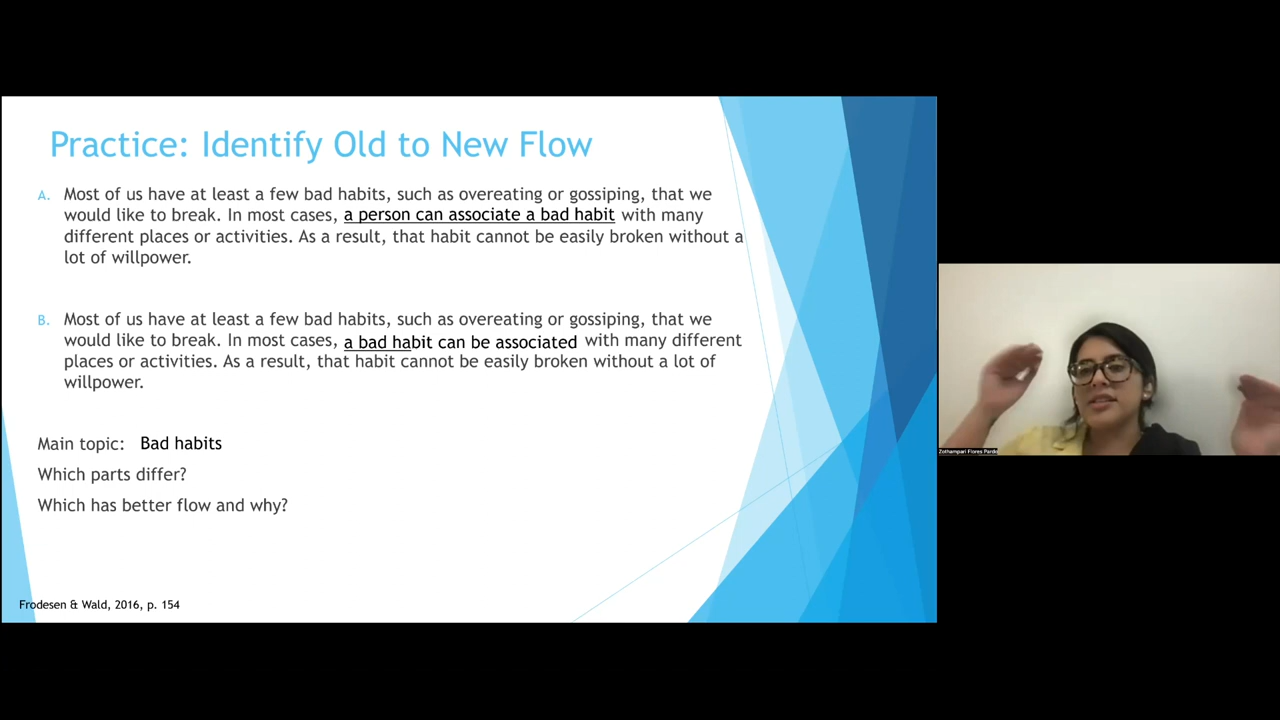 Practice: Identify Old to New Flow
A. Most of us have at least a few bad habits, such as overeating or gossiping, that we
would like to break. In most cases, a person can associate a bad habit with many
different places or activities. As a result, that habit cannot be easily broken without a
lot of willpower.
B. Most of us have at least a few bad habits, such as overeating or gossiping, that we
would like to break. In most cases, a bad habit can be associated with many different
places or activities. As a result, that habit cannot be easily broken without a lot of
willpower.
Main topic: Bad habits
Which parts differ?
Which has better flow and why?
Frodesen & Wald, 2016, p. 154
Zothampari Flores Pardo